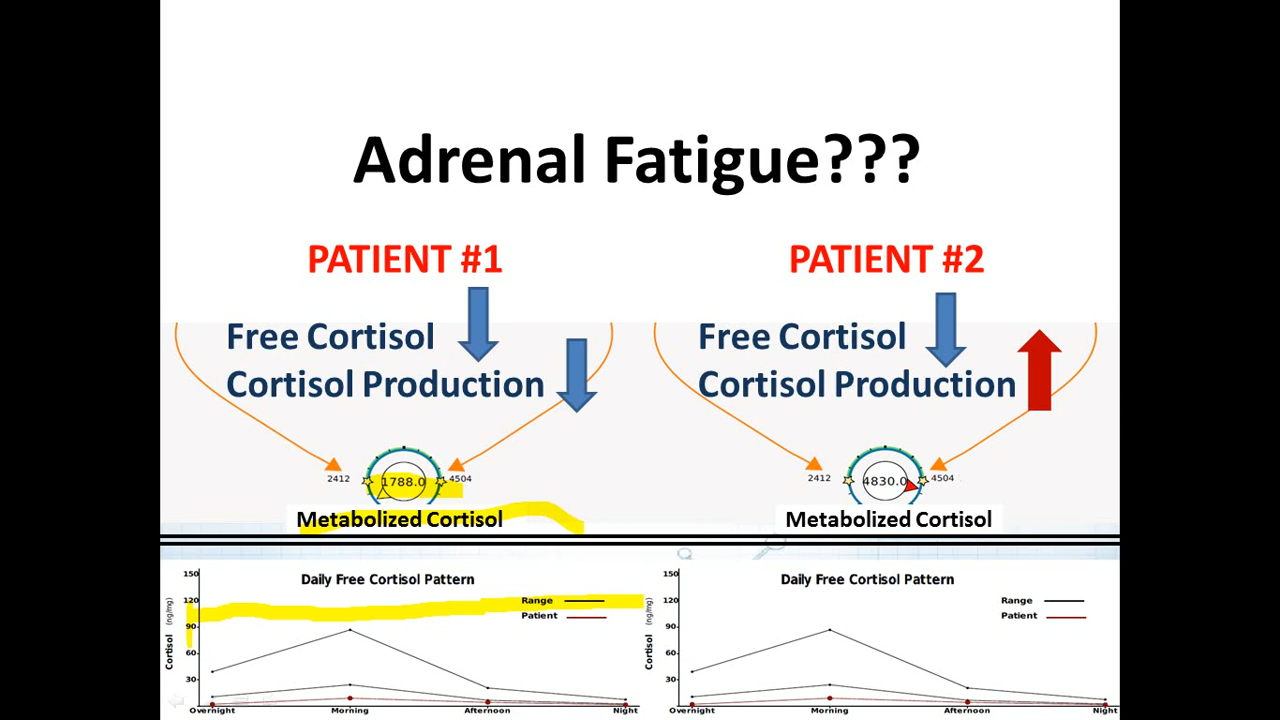 Adrenal Fatigue???
PATIENT #1
Free Cortisol
Cortisol Production
2412
1788.0
4504
Metabolized Cortisol
PATIENT #2
Free Cortisol
Cortisol Production
2412
4830.0
4504
Metabolized Cortisol
Daily Free Cortisol Pattern
Range
Patient
Cortisol (ng/mg)
150
120
90
60
30
Overnight Morning Afternoon Night
Daily Free Cortisol Pattern
Range
Patient
Cortisol (ng/mg)
150
120
90
60
30
Overnight Morning Afternoon Night